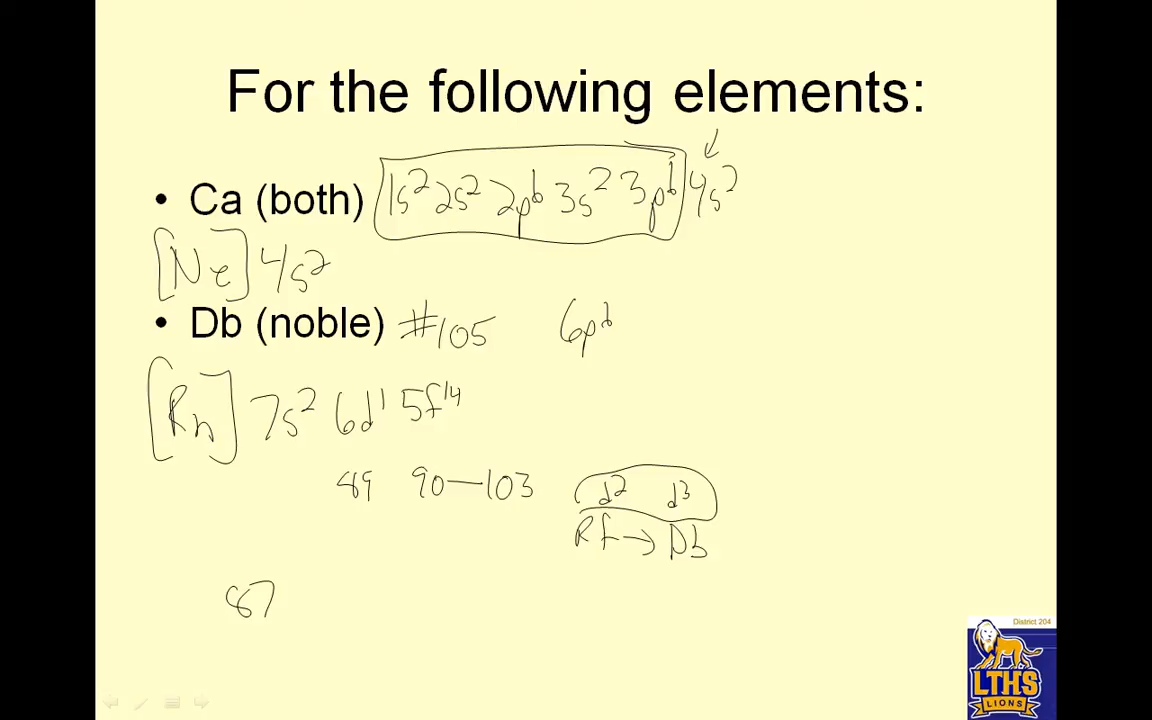 For the following elements:
• Ca (both) 1s² 2s² 2p⁶ 3s² 3p⁶ 4s²
[Ne] 4s²
• Db (noble) #105 6p⁶
[Rn] 7s² 6d¹ 5f¹⁴
89 90—103 d² d³
Rf → Db
87
District 204
LTHS
LIONS